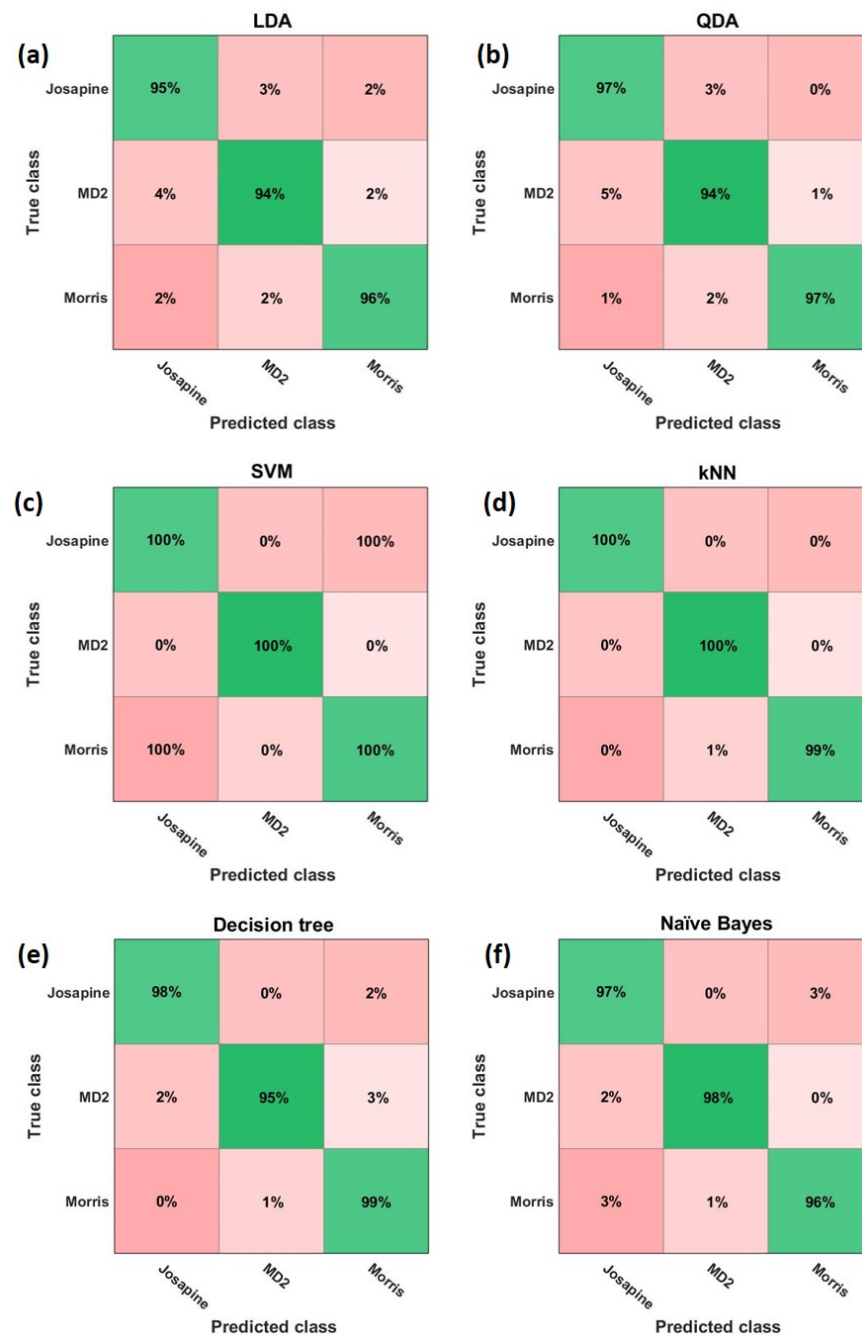 LDA
(a)
Josapine 95% 3% 2%
MD2 4% 94% 2%
Morris 2% 2% 96%
True class
Josapine MD2 Morris
Predicted class
QDA
(b)
Josapine 97% 3% 0%
MD2 5% 94% 1%
Morris 1% 2% 97%
True class
Josapine MD2 Morris
Predicted class
SVM
(c)
Josapine 100% 0% 100%
MD2 0% 100% 0%
Morris 100% 0% 100%
True class
Josapine MD2 Morris
Predicted class
kNN
(d)
Josapine 100% 0% 0%
MD2 0% 100% 0%
Morris 0% 1% 99%
True class
Josapine MD2 Morris
Predicted class
Decision tree
(e)
Josapine 98% 0% 2%
MD2 2% 95% 3%
Morris 0% 1% 99%
True class
Josapine MD2 Morris
Predicted class
Naïve Bayes
(f)
Josapine 97% 0% 3%
MD2 2% 98% 0%
Morris 3% 1% 96%
True class
Josapine MD2 Morris
Predicted class